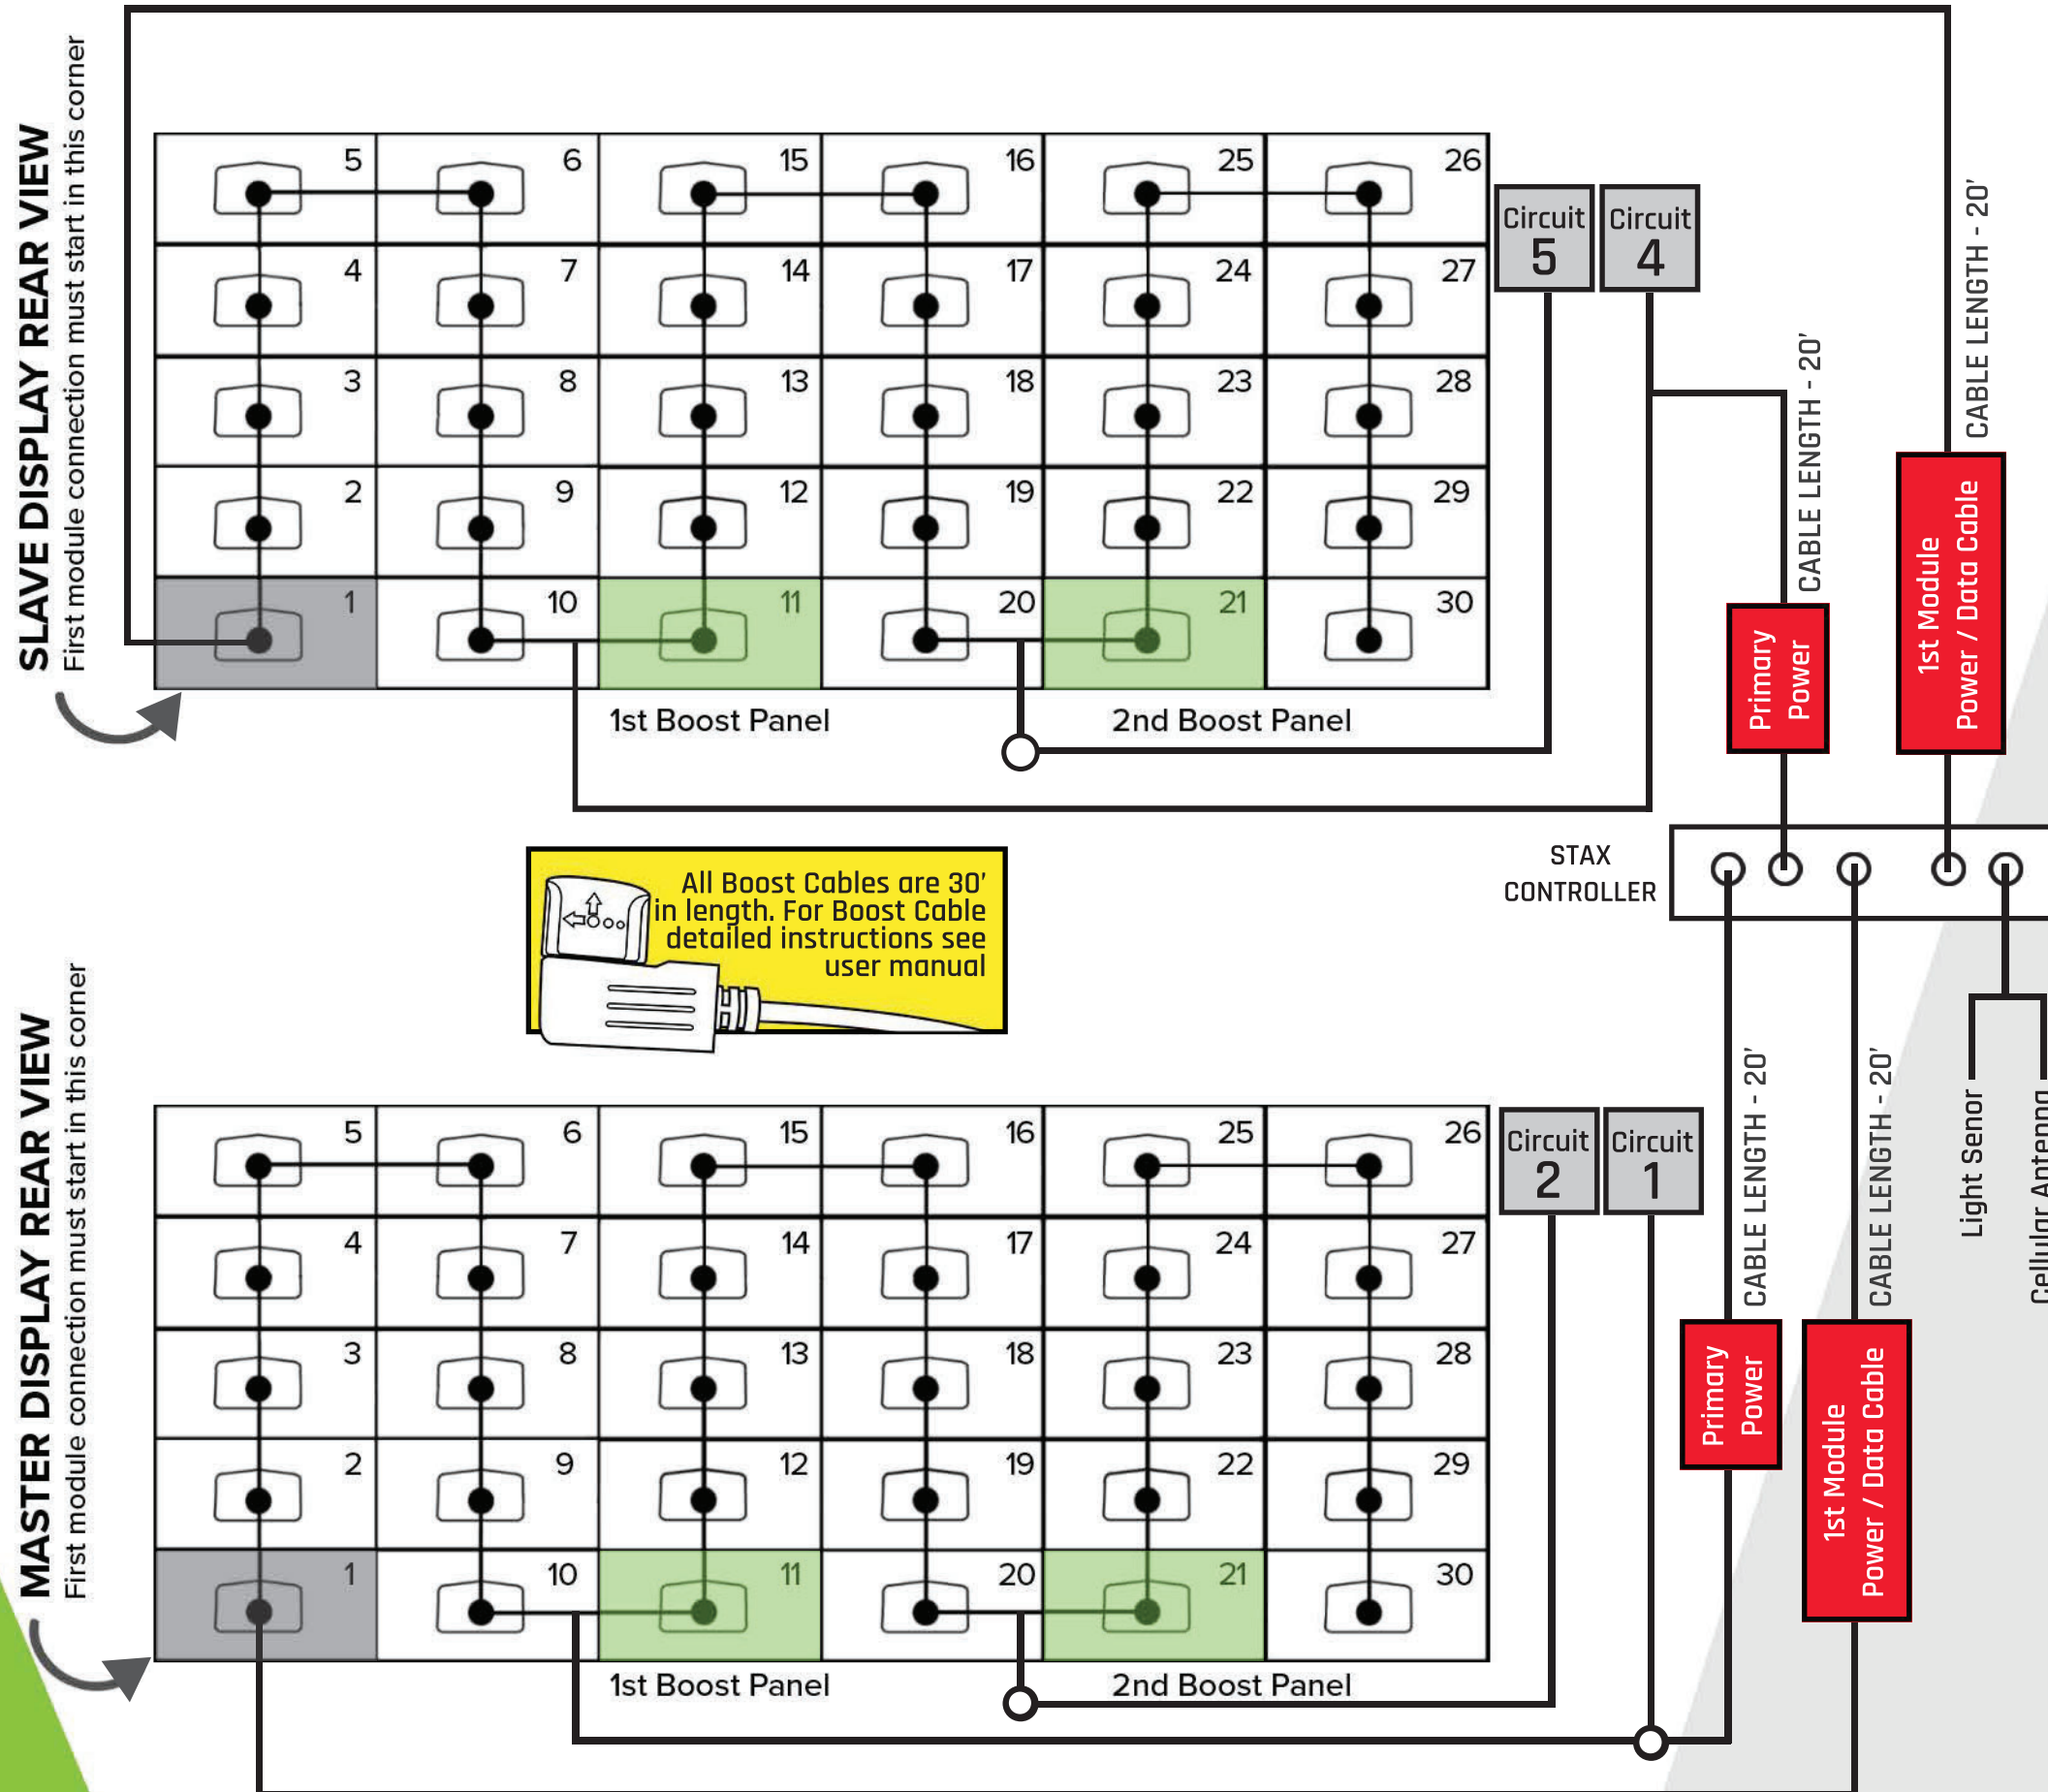 SLAVE DISPLAY REAR VIEW
First module connection must start in this corner
5 6 15 16 25 26
4 7 14 17 24 27
3 8 13 18 23 28
2 9 12 19 22 29
1 10 11 20 21 30
1st Boost Panel
2nd Boost Panel
Circuit
5
Circuit
4
CABLE LENGTH - 20'
Primary
Power
CABLE LENGTH - 20'
1st Module
Power / Data Cable
STAX
CONTROLLER
All Boost Cables are 30'
in length. For Boost Cable
detailed instructions see
user manual
MASTER DISPLAY REAR VIEW
First module connection must start in this corner
5 6 15 16 25 26
4 7 14 17 24 27
3 8 13 18 23 28
2 9 12 19 22 29
1 10 11 20 21 30
1st Boost Panel
2nd Boost Panel
Circuit
2
Circuit
1
CABLE LENGTH - 20'
Primary
Power
CABLE LENGTH - 20'
1st Module
Power / Data Cable
Light Senor
Cellular Antenna